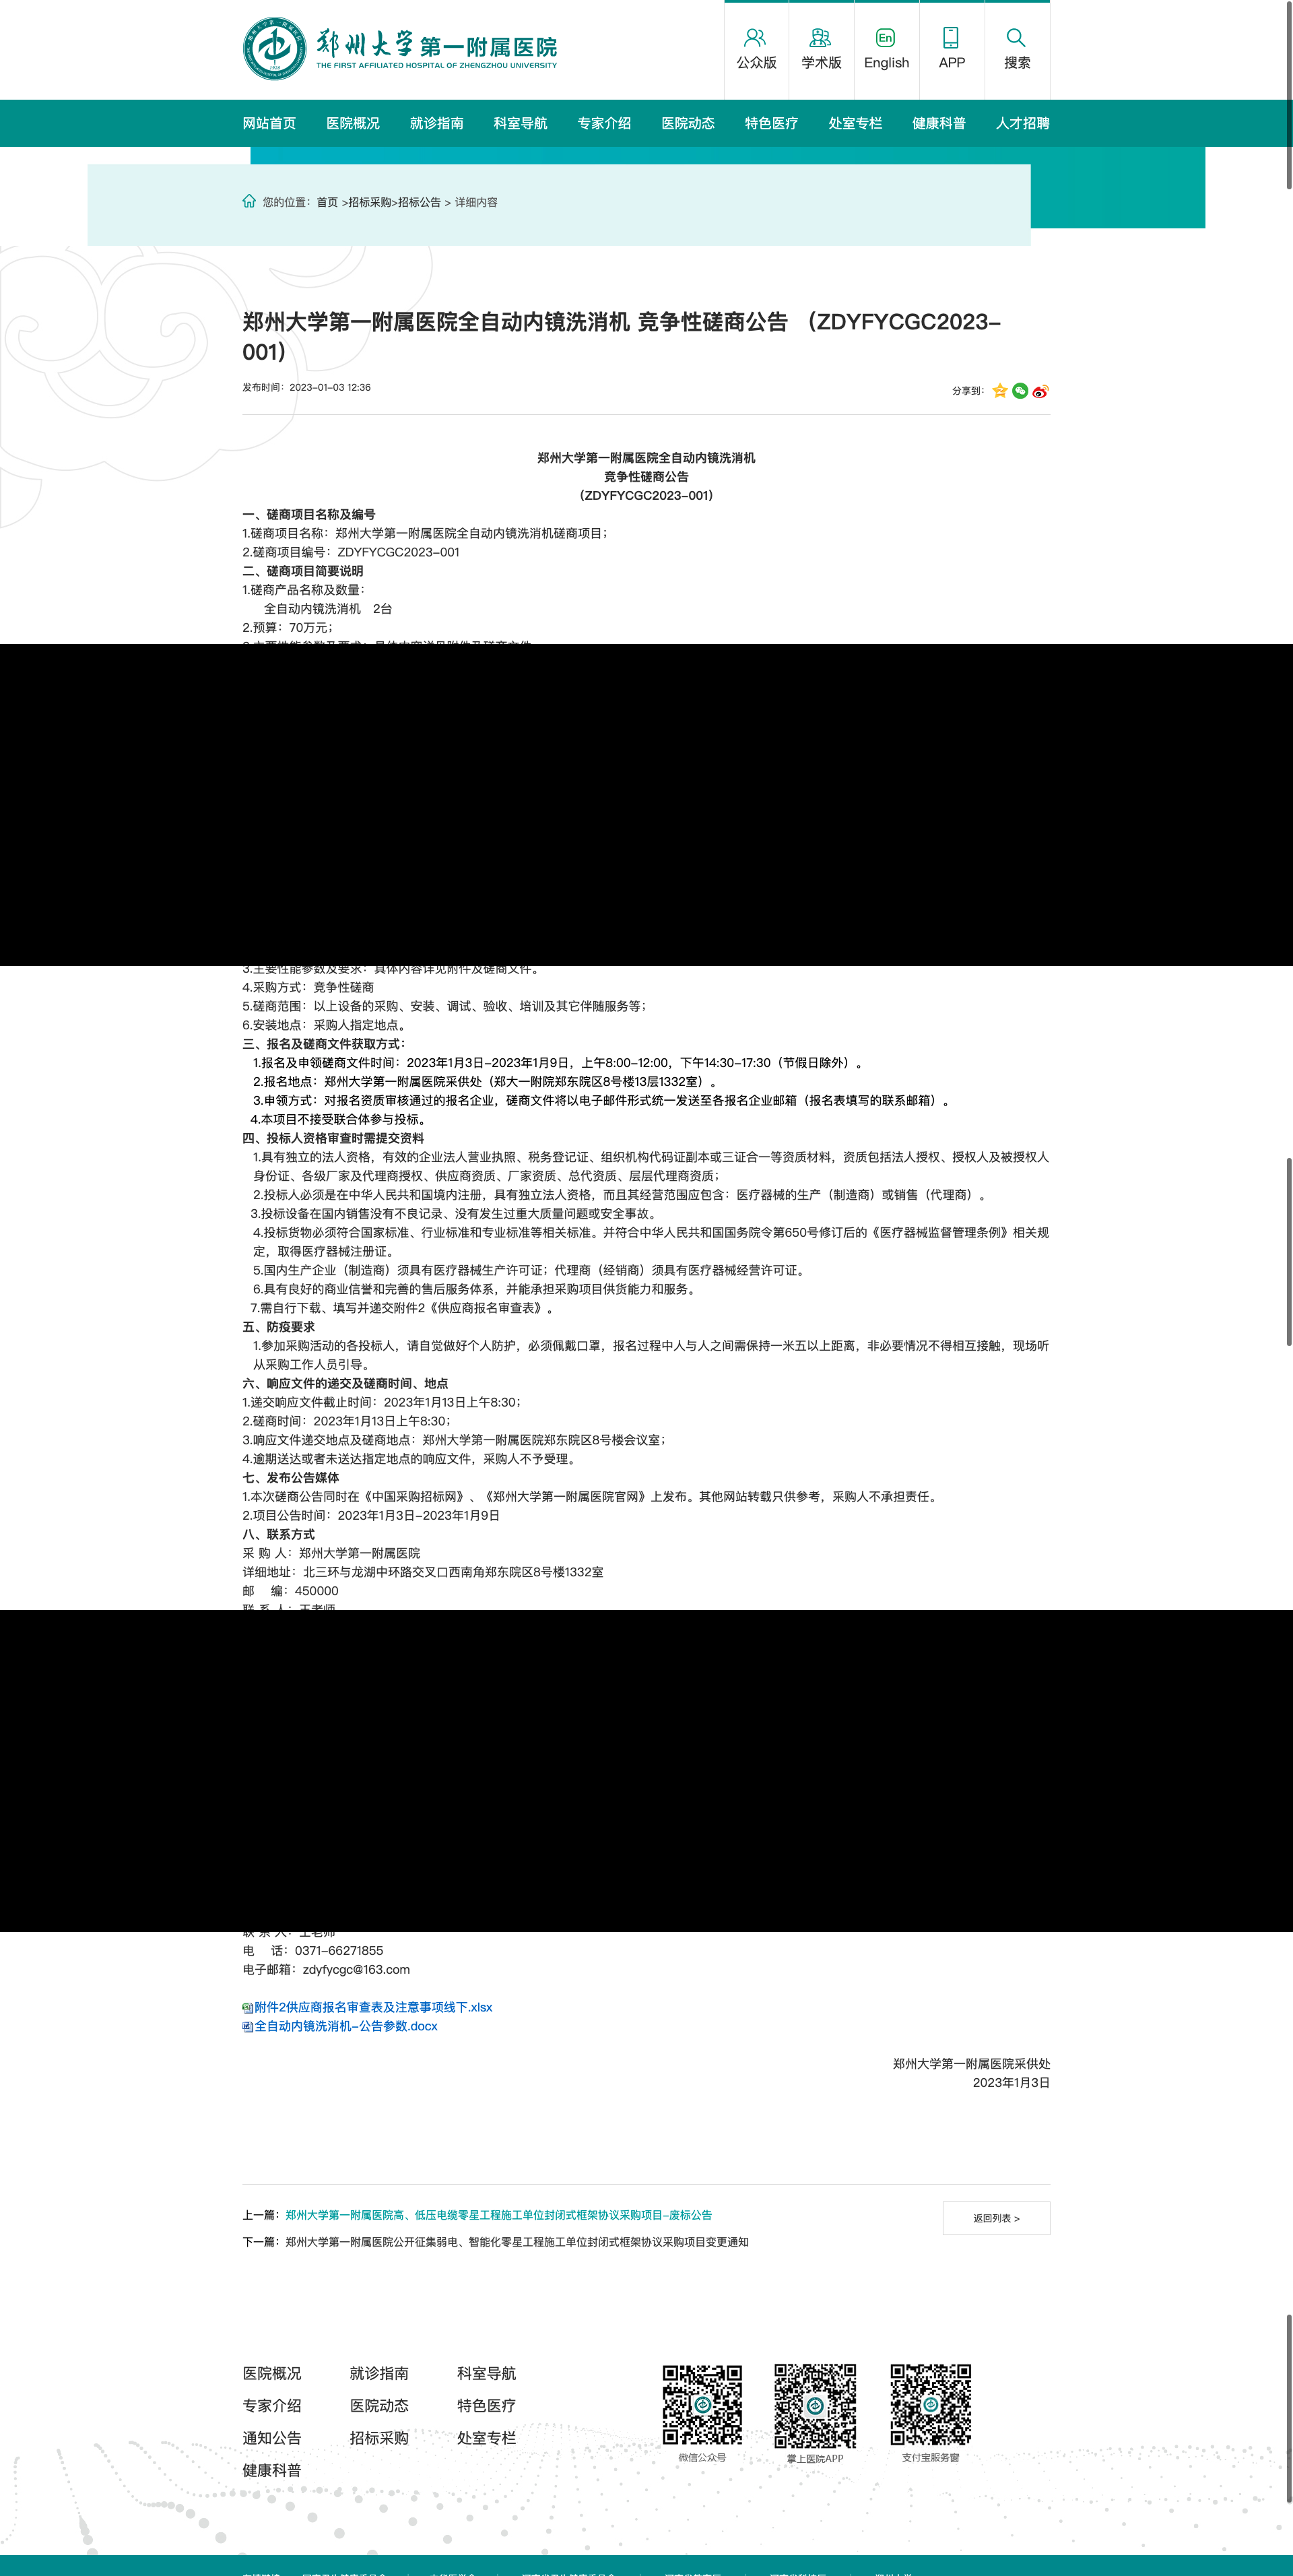 郑州大学第一附属医院
THE FIRST AFFILIATED HOSPITAL OF ZHENGZHOU UNIVERSITY
公众版
学术版
En
English
APP
搜索
网站首页 医院概况 就诊指南 科室导航 专家介绍 医院动态 特色医疗 处室专栏 健康科普 人才招聘
您的位置：首页 >招标采购>招标公告 > 详细内容
郑州大学第一附属医院全自动内镜洗消机 竞争性磋商公告 （ZDYFYCGC2023-
001）
发布时间：2023-01-03 12:36
分享到：
郑州大学第一附属医院全自动内镜洗消机
竞争性磋商公告
（ZDYFYCGC2023-001）
一、磋商项目名称及编号
1.磋商项目名称：郑州大学第一附属医院全自动内镜洗消机磋商项目；
2.磋商项目编号：ZDYFYCGC2023-001
二、磋商项目简要说明
1.磋商产品名称及数量：
全自动内镜洗消机 2台
2.预算：70万元；
3.主要性能参数及要求：具体内容详见附件及磋商文件。
4.采购方式：竞争性磋商
5.磋商范围：以上设备的采购、安装、调试、验收、培训及其它伴随服务等；
6.安装地点：采购人指定地点。
三、报名及磋商文件获取方式：
1.报名及申领磋商文件时间：2023年1月3日-2023年1月9日，上午8:00-12:00，下午14:30-17:30（节假日除外）。
2.报名地点：郑州大学第一附属医院采供处（郑大一附院郑东院区8号楼13层1332室）。
3.申领方式：对报名资质审核通过的报名企业，磋商文件将以电子邮件形式统一发送至各报名企业邮箱（报名表填写的联系邮箱）。
4.本项目不接受联合体参与投标。
四、投标人资格审查时需提交资料
1.具有独立的法人资格，有效的企业法人营业执照、税务登记证、组织机构代码证副本或三证合一等资质材料，资质包括法人授权、授权人及被授权人
身份证、各级厂家及代理商授权、供应商资质、厂家资质、总代资质、层层代理商资质；
2.投标人必须是在中华人民共和国境内注册，具有独立法人资格，而且其经营范围应包含：医疗器械的生产（制造商）或销售（代理商）。
3.投标设备在国内销售没有不良记录、没有发生过重大质量问题或安全事故。
4.投标货物必须符合国家标准、行业标准和专业标准等相关标准。并符合中华人民共和国国务院令第650号修订后的《医疗器械监督管理条例》相关规
定，取得医疗器械注册证。
5.国内生产企业（制造商）须具有医疗器械生产许可证；代理商（经销商）须具有医疗器械经营许可证。
6.具有良好的商业信誉和完善的售后服务体系，并能承担采购项目供货能力和服务。
7.需自行下载、填写并递交附件2《供应商报名审查表》。
五、防疫要求
1.参加采购活动的各投标人，请自觉做好个人防护，必须佩戴口罩，报名过程中人与人之间需保持一米五以上距离，非必要情况不得相互接触，现场听
从采购工作人员引导。
六、响应文件的递交及磋商时间、地点
1.递交响应文件截止时间：2023年1月13日上午8:30；
2.磋商时间：2023年1月13日上午8:30；
3.响应文件递交地点及磋商地点：郑州大学第一附属医院郑东院区8号楼会议室；
4.逾期送达或者未送达指定地点的响应文件，采购人不予受理。
七、发布公告媒体
1.本次磋商公告同时在《中国采购招标网》、《郑州大学第一附属医院官网》上发布。其他网站转载只供参考，采购人不承担责任。
2.项目公告时间：2023年1月3日-2023年1月9日
八、联系方式
采 购 人：郑州大学第一附属医院
详细地址：北三环与龙湖中环路交叉口西南角郑东院区8号楼1332室
邮 编：450000
联 系 人：王老师
电 话：0371-66271855
电子邮箱：zdyfycgc@163.com
附件2供应商报名审查表及注意事项线下.xlsx
全自动内镜洗消机-公告参数.docx
郑州大学第一附属医院采供处
2023年1月3日
上一篇：郑州大学第一附属医院高、低压电缆零星工程施工单位封闭式框架协议采购项目-废标公告
返回列表 >
下一篇：郑州大学第一附属医院公开征集弱电、智能化零星工程施工单位封闭式框架协议采购项目变更通知
医院概况 就诊指南 科室导航
专家介绍 医院动态 特色医疗
通知公告 招标采购 处室专栏
健康科普
微信公众号 掌上医院APP 支付宝服务窗